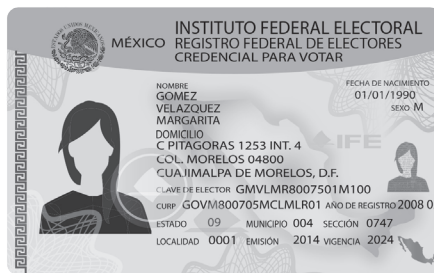 INSTITUTO FEDERAL ELECTORAL
MÉXICO REGISTRO FEDERAL DE ELECTORES
CREDENCIAL PARA VOTAR
NOMBRE
GOMEZ
VELAZQUEZ
MARGARITA
FECHA DE NACIMIENTO
01/01/1990
SEXO M
DOMICILIO
C PITAGORAS 1253 INT. 4
COL. MORELOS 04800
CUAJIMALPA DE MORELOS, D.F.
IFE
CLAVE DE ELECTOR GMVLMR8007501M100
CURP GOVM800705MCLMLR01 AÑO DE REGISTRO 2008 0
ESTADO 09 MUNICIPIO 004 SECCIÓN 0747
LOCALIDAD 0001 EMISIÓN 2014 VIGENCIA 2024